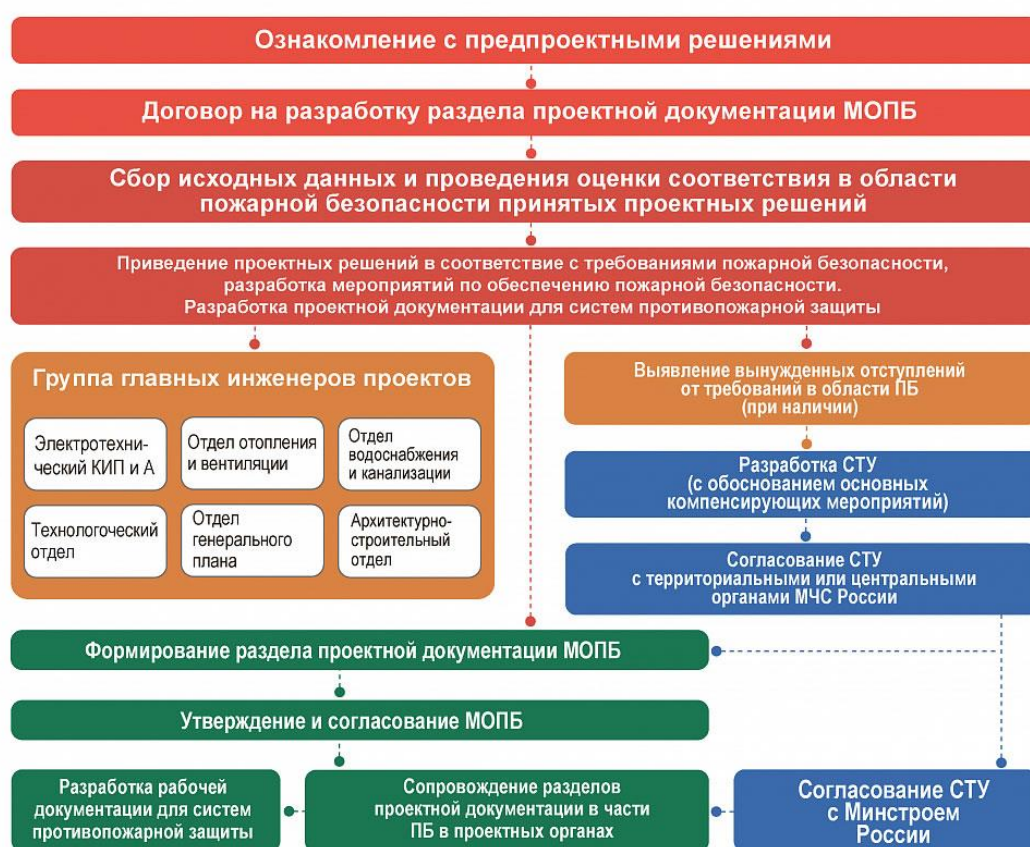 Ознакомление с предпроектными решениями
Договор на разработку раздела проектной документации МОПБ
Сбор исходных данных и проведения оценки соответствия в области
пожарной безопасности принятых проектных решений
Приведение проектных решений в соответствие с требованиями пожарной безопасности,
разработка мероприятий по обеспечению пожарной безопасности.
Разработка проектной документации для систем противопожарной защиты
Группа главных инженеров проектов
Электротехни-
ческий КИП и А
Отдел отопления
и вентиляции
Отдел
водоснабжения
и канализации
Технологоческий
отдел
Отдел
генерального
плана
Архитектурно-
строительный
отдел
Выявление вынужденных отступлений
от требований в области ПБ
(при наличии)
Разработка СТУ
(с обоснованием основных
компенсирующих мероприятий)
Согласование СТУ
с территориальными или центральными
органами МЧС России
Формирование раздела проектной документации МОПБ
Утверждение и согласование МОПБ
Разработка рабочей
документации для систем
противопожарной защиты
Сопровождение разделов
проектной документации в части
ПБ в проектных органах
Согласование СТУ
с Минстроем
России